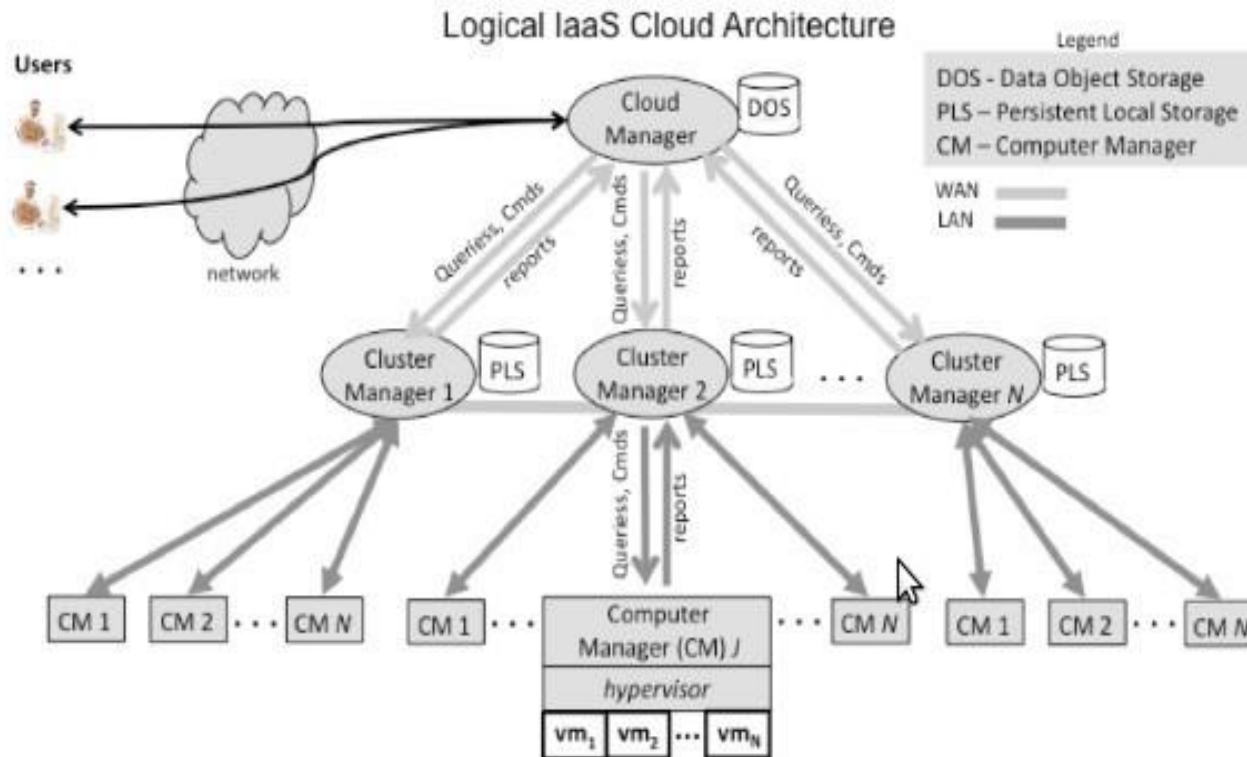 Logical IaaS Cloud Architecture
Legend
DOS - Data Object Storage
PLS – Persistent Local Storage
CM – Computer Manager
WAN
LAN
Users
. . .
network
Cloud
Manager
DOS
Queriess, Cmds
reports
Queriess, Cmds
reports
Queriess, Cmds
reports
Cluster
Manager 1
PLS
Cluster
Manager 2
PLS
. . .
Cluster
Manager N
PLS
Queriess, Cmds
reports
CM 1
CM 2
. . .
CM N
CM 1
. . .
Computer
Manager (CM) J
hypervisor
vm1
vm2
...
vmN
. . .
CM N
CM 1
CM 2
. . .
CM N